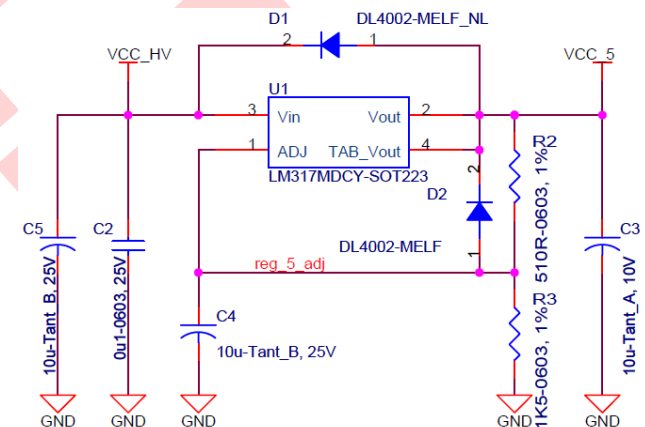 D1
DL4002-MELF_NL
2
1
VCC_HV
VCC_5
U1
3
Vin
Vout
2
1
ADJ
TAB_Vout
4
LM317MDCY-SOT223
D2
2
1
DL4002-MELF
R2
510R-0603, 1%
C5
10u-Tant_B, 25V
C2
0u1-0603, 25V
C3
10u-Tant_A, 10V
reg_5_adj
C4
10u-Tant_B, 25V
R3
1K5-0603, 1%
GND
GND
GND
GND
GND